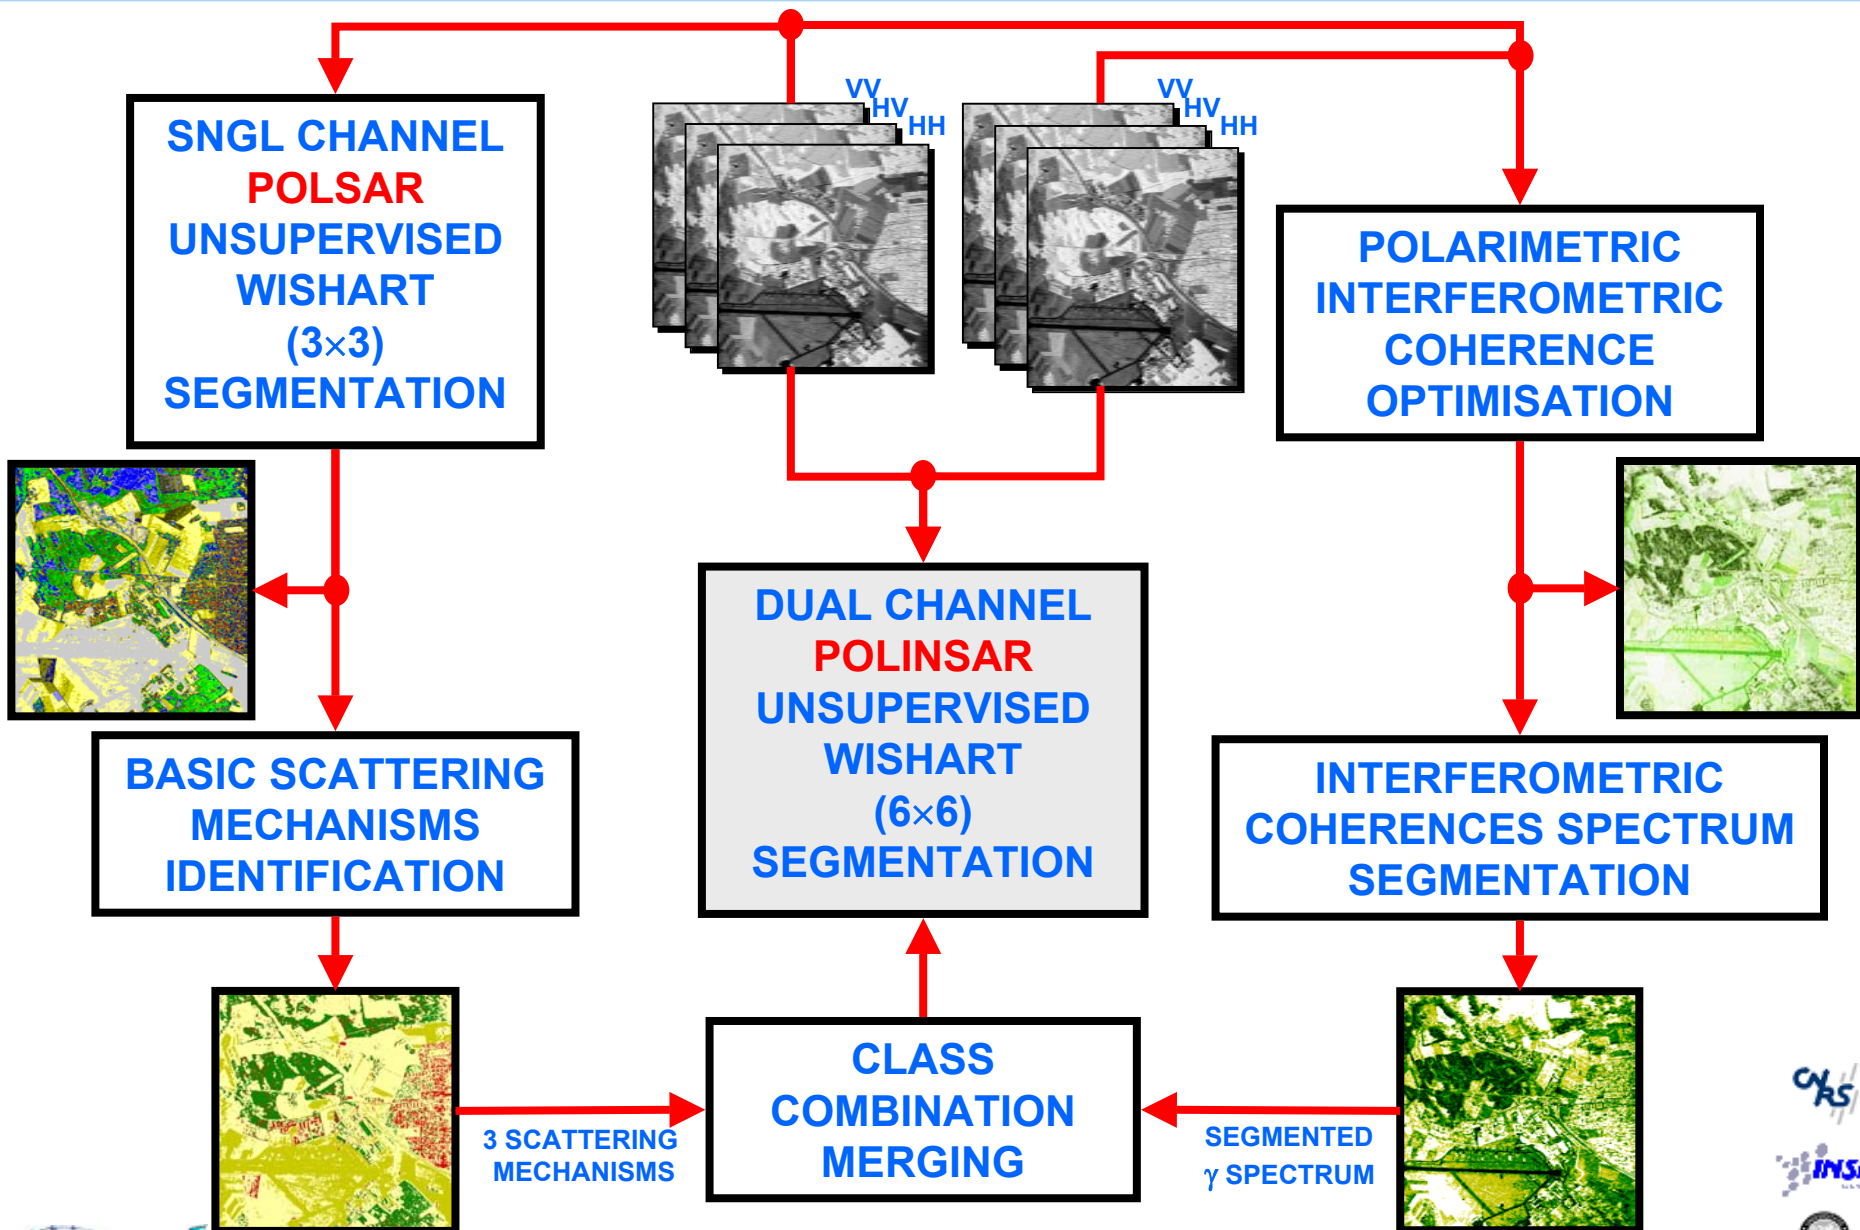 SNGL CHANNEL
POLSAR
UNSUPERVISED
WISHART
(3×3)
SEGMENTATION
VV
HV
HH
VV
HV
HH
POLARIMETRIC
INTERFEROMETRIC
COHERENCE
OPTIMISATION
DUAL CHANNEL
POLINSAR
UNSUPERVISED
WISHART
(6×6)
SEGMENTATION
BASIC SCATTERING
MECHANISMS
IDENTIFICATION
INTERFEROMETRIC
COHERENCES SPECTRUM
SEGMENTATION
3 SCATTERING
MECHANISMS
CLASS
COMBINATION
MERGING
SEGMENTED
γ SPECTRUM
CNRS